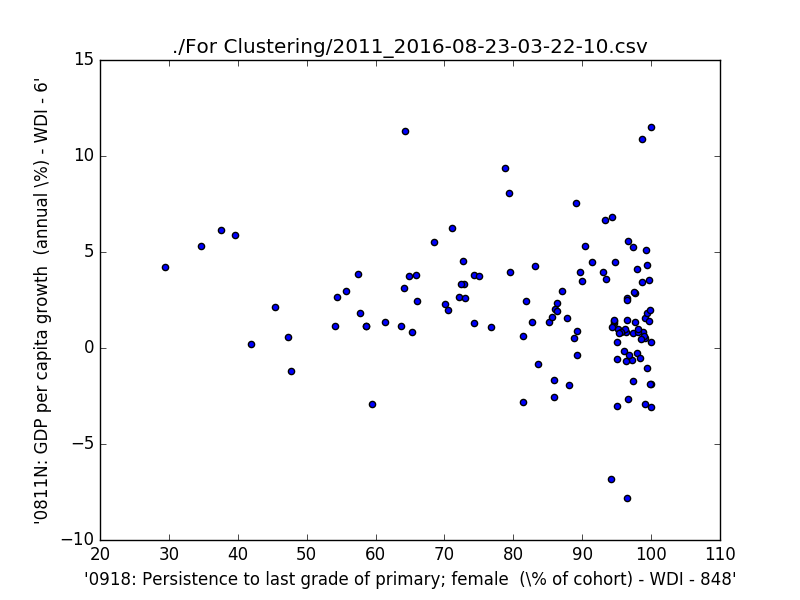 ./For Clustering/2011_2016-08-23-03-22-10.csv
15
10
5
0
−5
−10
'0811N: GDP per capita growth  (annual \%) - WDI - 6'
20 30 40 50 60 70 80 90 100 110
'0918: Persistence to last grade of primary; female  (\% of cohort) - WDI - 848'